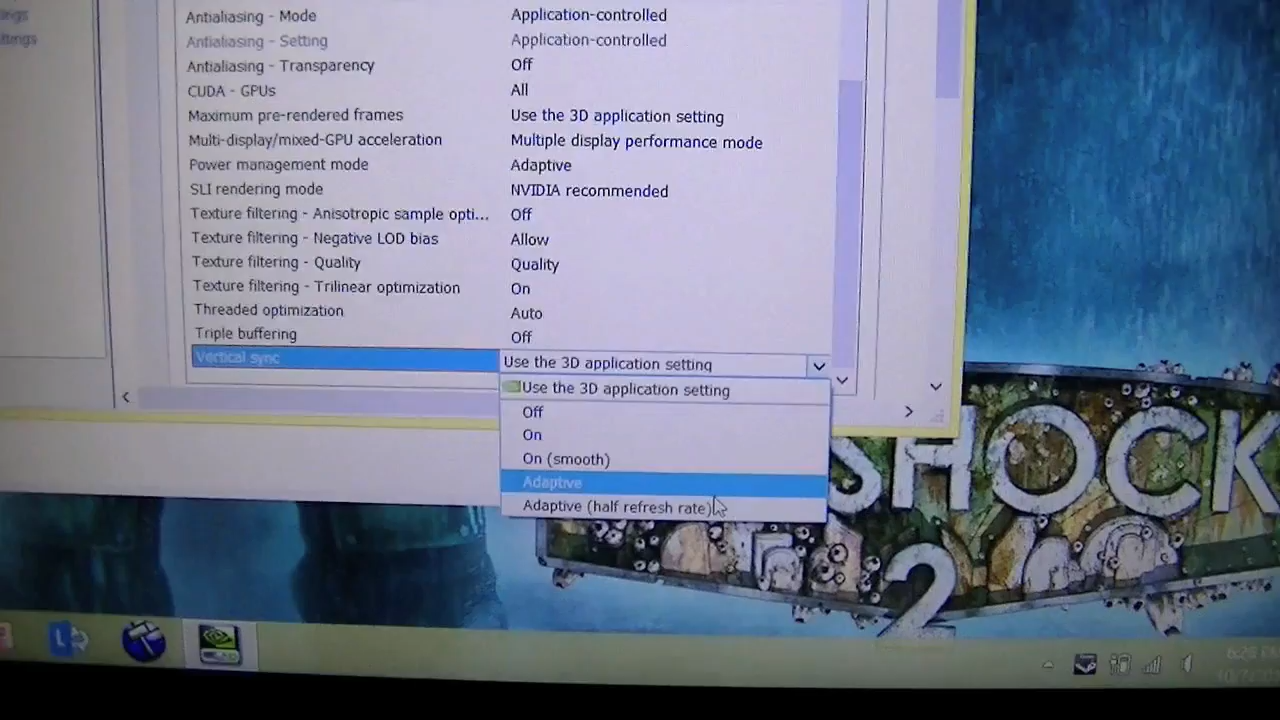 Antialiasing - Mode Application-controlled
Antialiasing - Setting Application-controlled
Antialiasing - Transparency Off
CUDA - GPUs All
Maximum pre-rendered frames Use the 3D application setting
Multi-display/mixed-GPU acceleration Multiple display performance mode
Power management mode Adaptive
SLI rendering mode NVIDIA recommended
Texture filtering - Anisotropic sample opti... Off
Texture filtering - Negative LOD bias Allow
Texture filtering - Quality Quality
Texture filtering - Trilinear optimization On
Threaded optimization Auto
Triple buffering Off
Vertical sync Use the 3D application setting
Use the 3D application setting
Off
On
On (smooth)
Adaptive
Adaptive (half refresh rate)
SHOCK
2
L